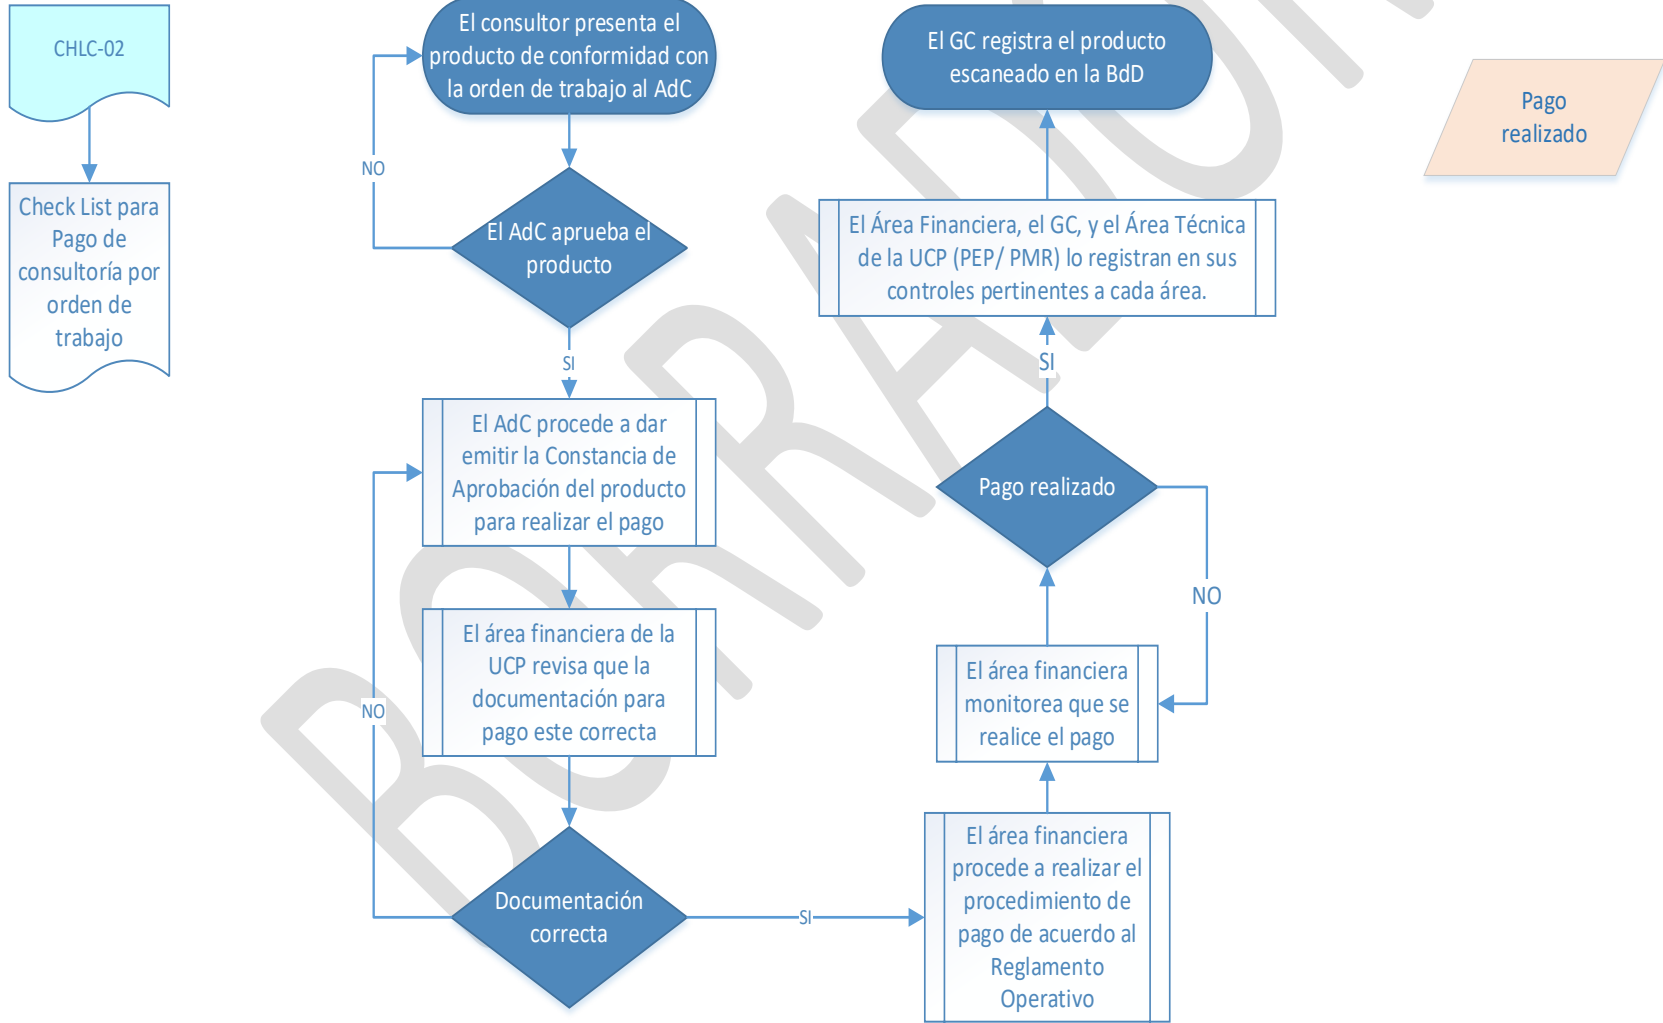 CHLC-02
Check List para
Pago de
consultoría por
orden de
trabajo
El consultor presenta el
producto de conformidad con
la orden de trabajo al AdC
NO
El AdC aprueba el
producto
SI
El AdC procede a dar
emitir la Constancia de
Aprobación del producto
para realizar el pago
El área financiera de la
UCP revisa que la
documentación para
pago este correcta
NO
Documentación
correcta
SI
El GC registra el producto
escaneado en la BdD
El Área Financiera, el GC, y el Área Técnica
de la UCP (PEP/ PMR) lo registran en sus
controles pertinentes a cada área.
SI
Pago realizado
NO
El área financiera
monitorea que se
realice el pago
El área financiera
procede a realizar el
procedimiento de
pago de acuerdo al
Reglamento
Operativo
Pago
realizado
BORRADOR